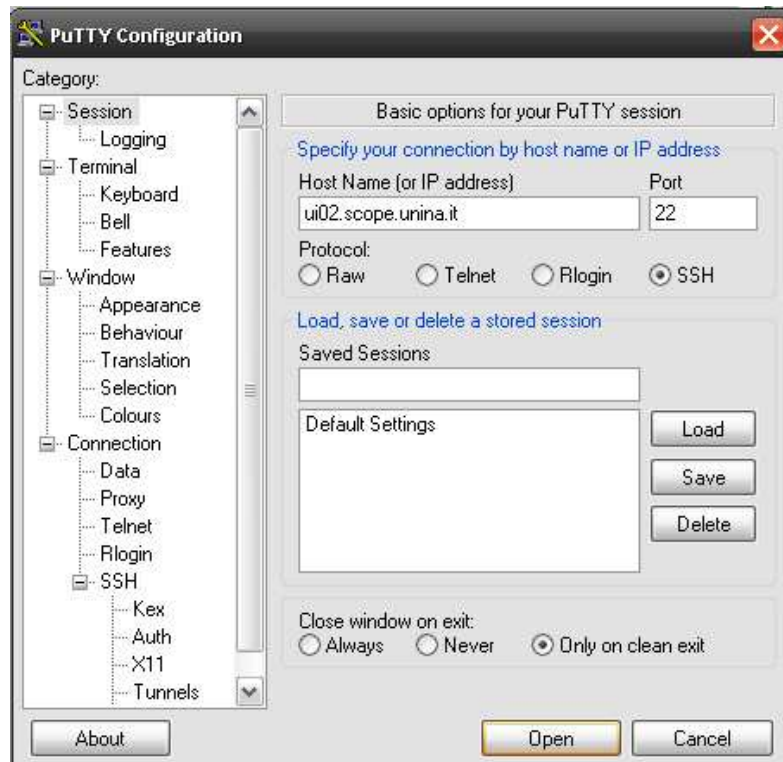 PuTTY Configuration
Category:
Session
Logging
Terminal
Keyboard
Bell
Features
Window
Appearance
Behaviour
Translation
Selection
Colours
Connection
Data
Proxy
Telnet
Rlogin
SSH
Kex
Auth
X11
Tunnels
Basic options for your PuTTY session
Specify your connection by host name or IP address
Host Name (or IP address) Port
ui02.scope.unina.it 22
Protocol:
Raw Telnet Rlogin SSH
Load, save or delete a stored session
Saved Sessions
Default Settings
Load
Save
Delete
Close window on exit:
Always Never Only on clean exit
About Open Cancel